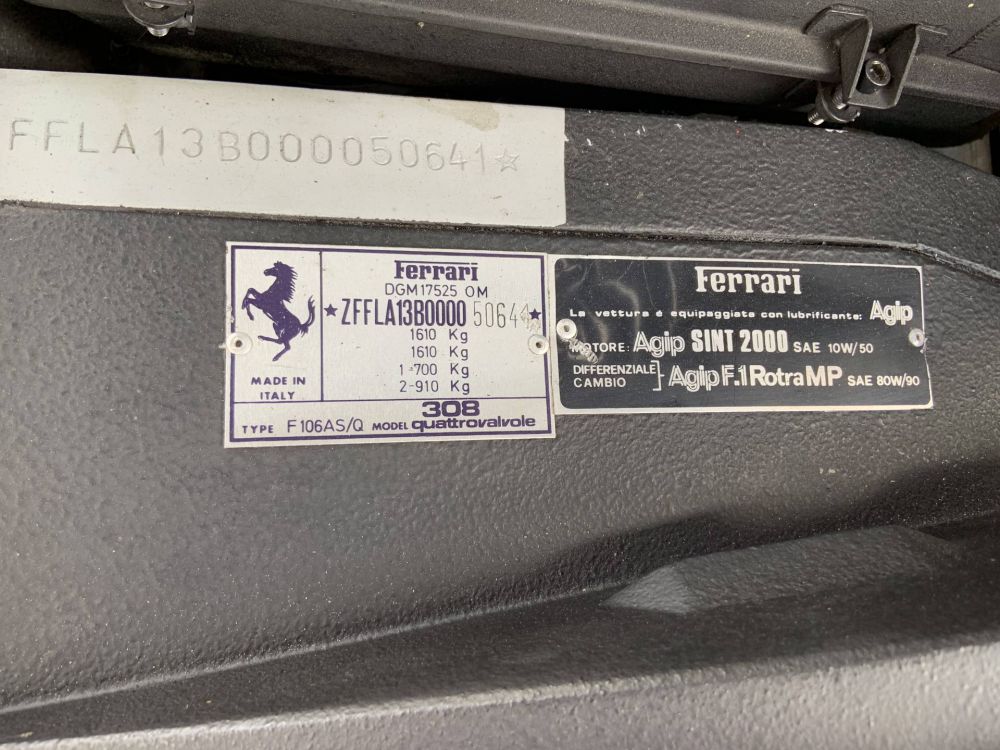 FFLA13B000050641☆
Ferrari
DGM17525 OM
★ZFFLA13B0000 50641★
1610 Kg
1610 Kg
1-700 Kg
2-910 Kg
MADE IN
ITALY
TYPE F106AS/Q MODEL 308 quattrovalvole
Ferrari
La vettura é equipaggiata con lubrificante: Agip
MOTORE: Agip SINT 2000 SAE 10W/50
DIFFERENZIALE
CAMBIO
Agip F.1 Rotra MP SAE 80W/90